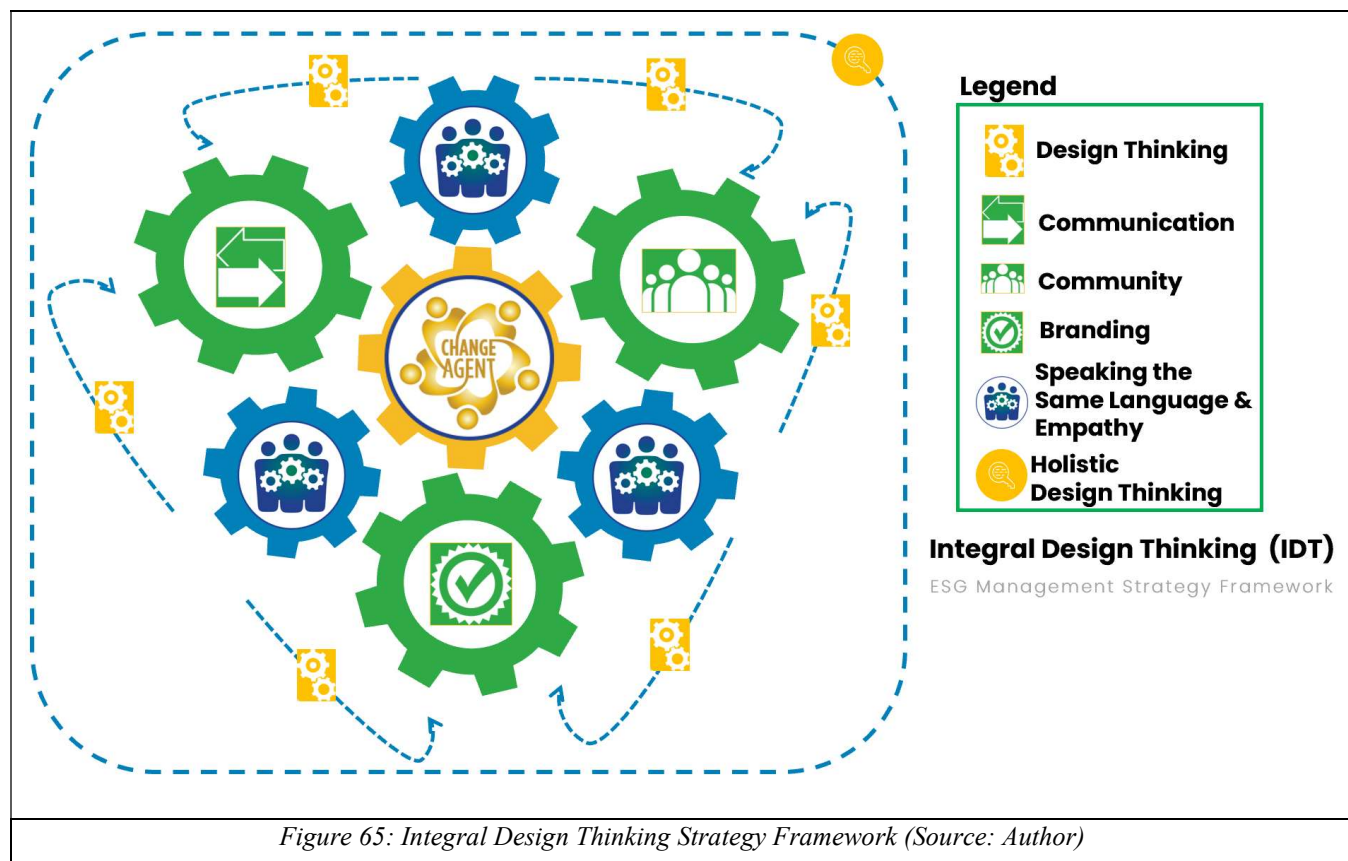 Legend
Design Thinking
Communication
Community
Branding
Speaking the
Same Language &
Empathy
Holistic
Design Thinking
CHANGE
AGENT
Integral Design Thinking (IDT)
ESG Management Strategy Framework
Figure 65: Integral Design Thinking Strategy Framework (Source: Author)